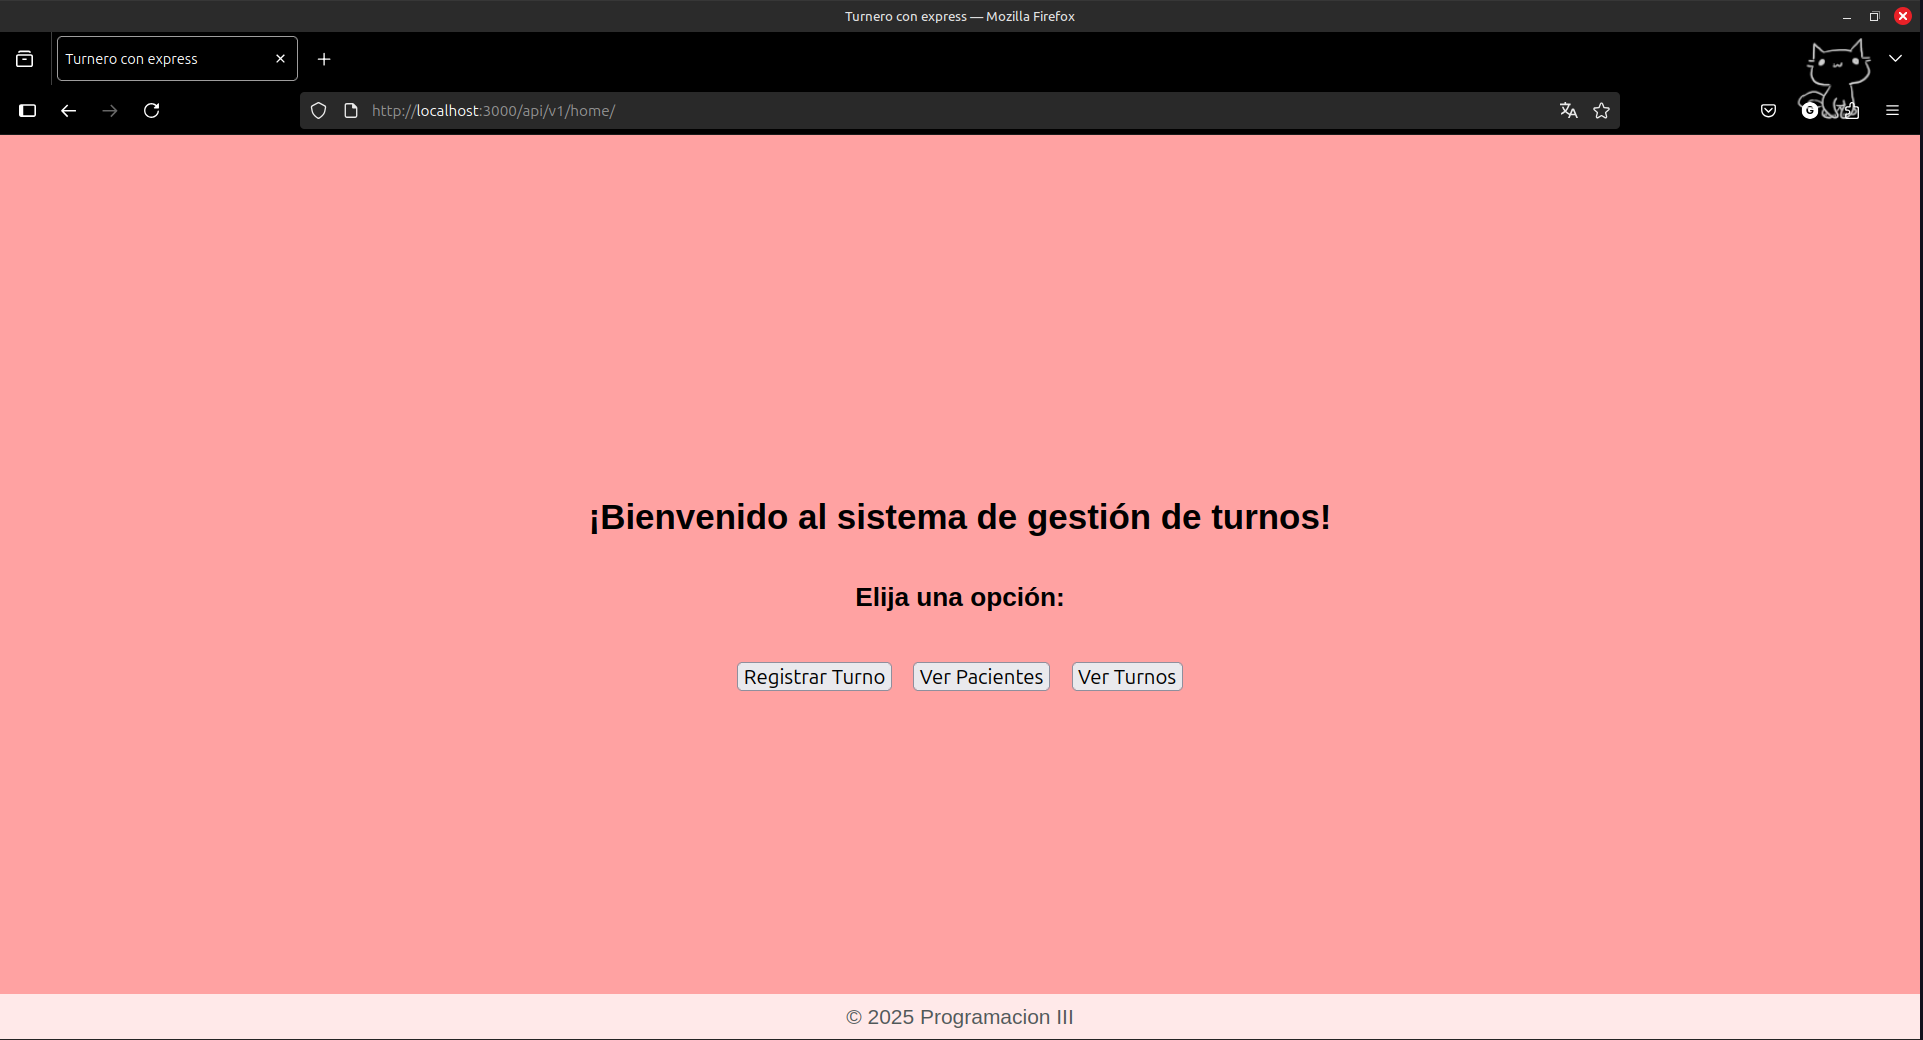 Turnero con express — Mozilla Firefox
Turnero con express
http://localhost:3000/api/v1/home/
¡Bienvenido al sistema de gestión de turnos!
Elija una opción:
Registrar Turno Ver Pacientes Ver Turnos
© 2025 Programacion III